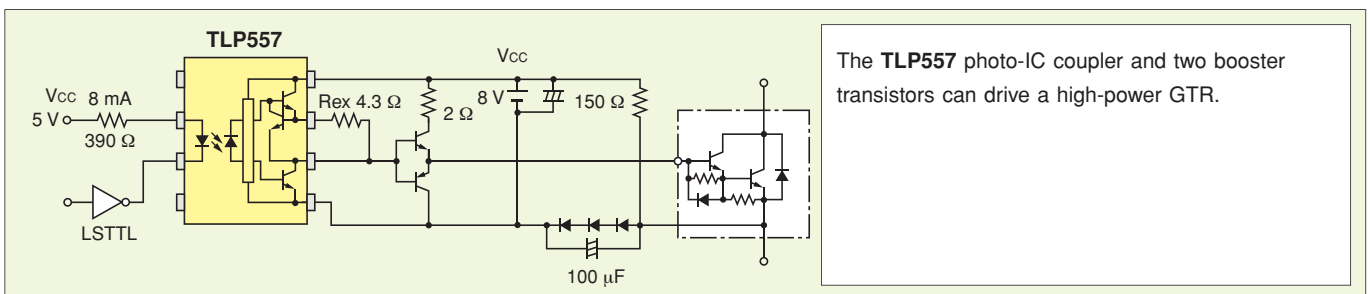 TLP557
VCC
VCC 8 mA
5 V
390 Ω
Rex 4.3 Ω
2 Ω
8 V
150 Ω
LSTTL
100 μF
The TLP557 photo-IC coupler and two booster
transistors can drive a high-power GTR.